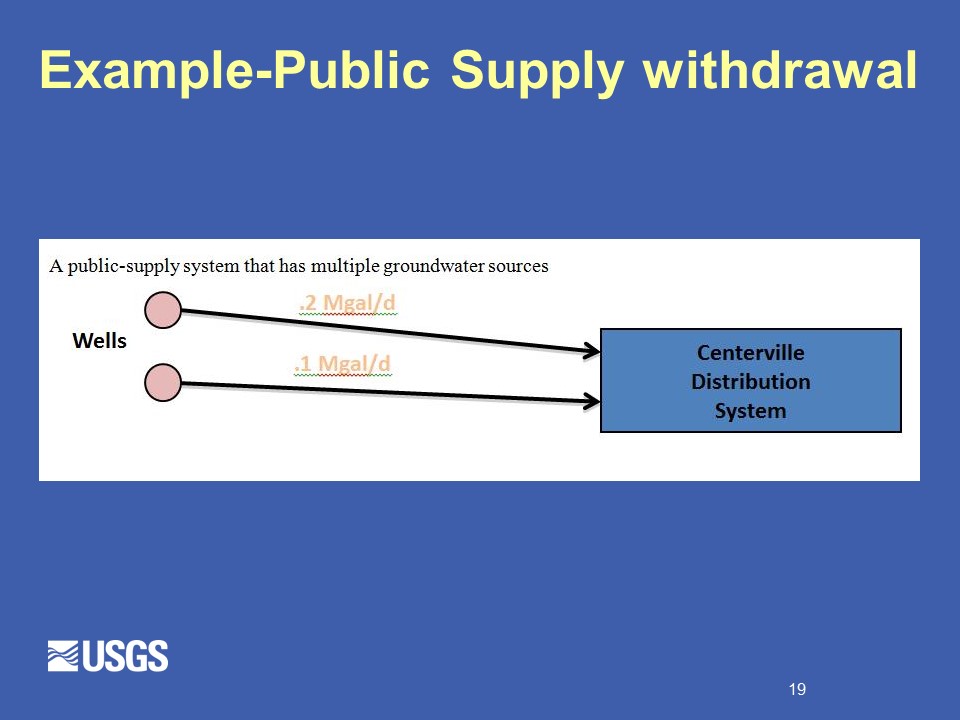 Example-Public Supply withdrawal
A public-supply system that has multiple groundwater sources
.2 Mgal/d
Wells
.1 Mgal/d
Centerville
Distribution
System
USGS
19